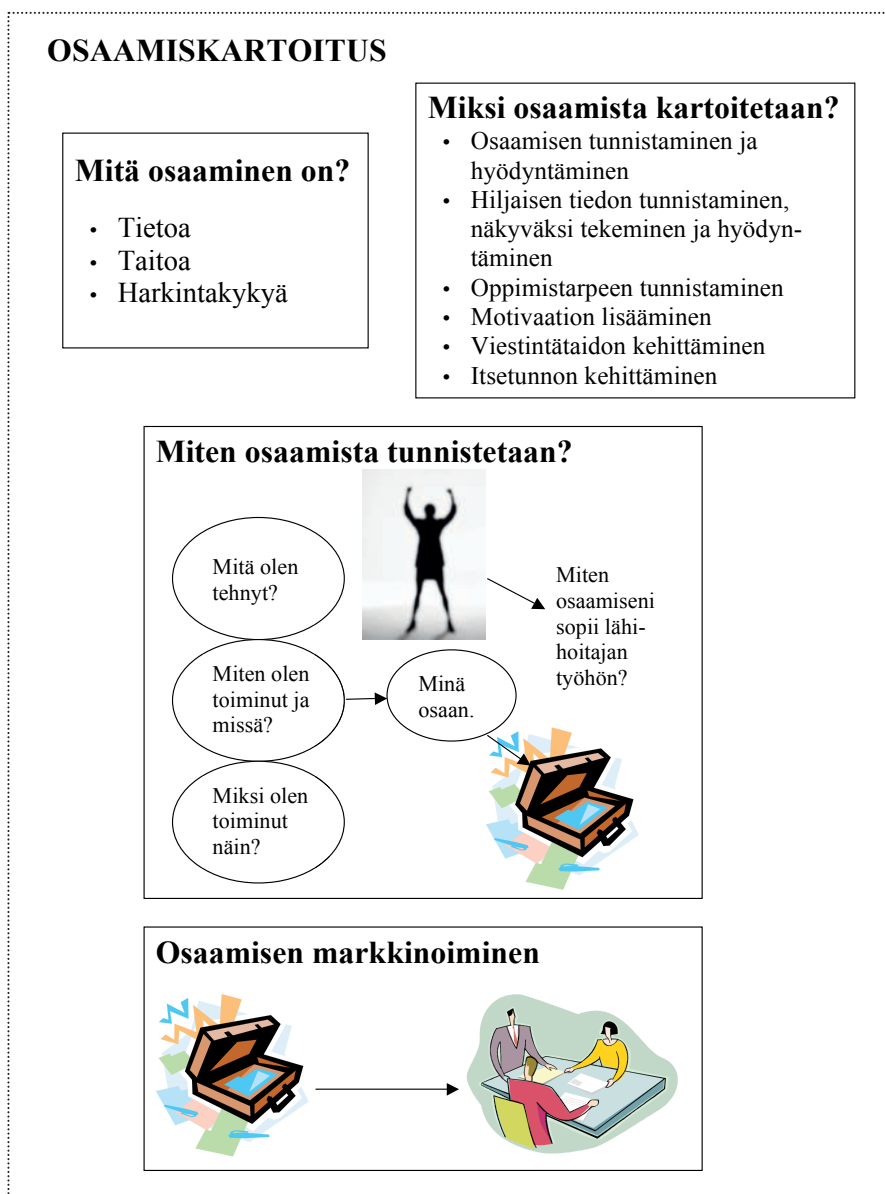 OSAAMISKARTOITUS
Mitä osaaminen on?
• Tietoa
• Taitoa
• Harkintakykyä
Miksi osaamista kartoitetaan?
• Osaamisen tunnistaminen ja
hyödyntäminen
• Hiljaisen tiedon tunnistaminen,
näkyväksi tekeminen ja hyödyn-
täminen
• Oppimistarpeen tunnistaminen
• Motivaation lisääminen
• Viestintätaidon kehittäminen
• Itsetunnon kehittäminen
Miten osaamista tunnistetaan?
Mitä olen
tehnyt?
Miten olen
toiminut ja
missä?
Miksi olen
toiminut
näin?
Minä
osaan.
Miten
osaamiseni
sopii lähi-
hoitajan
työhön?
Osaamisen markkinoiminen